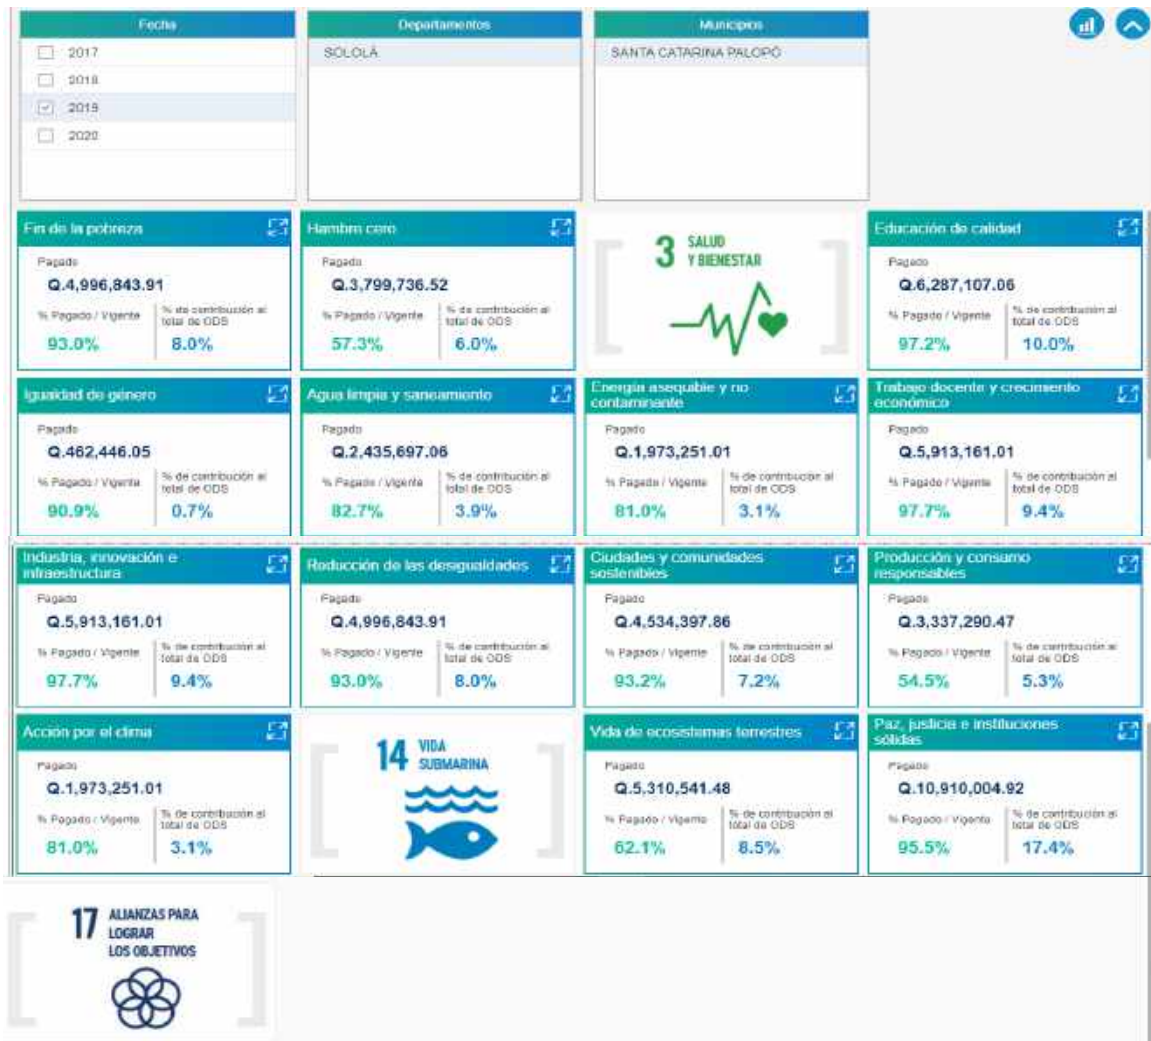 Fecha
Departamentos
Municipios
2017
2018
2019
2020
SOLOLÁ
SANTA CATARINA PALOPÓ
Fin de la pobreza
Pagado
Q.4,996,843.91
% Pagado / Vigente
% de contribución al
total de ODS
93.0%
8.0%
Hambre cero
Pagado
Q.3,799,736.52
% Pagado / Vigente
% de contribución al
total de ODS
57.3%
6.0%
3 SALUD
Y BIENESTAR
Educación de calidad
Pagado
Q.6,287,107.06
% Pagado / Vigente
% de contribución al
total de ODS
97.2%
10.0%
Igualdad de género
Pagado
Q.462,446.05
% Pagado / Vigente
% de contribución al
total de ODS
90.9%
0.7%
Agua limpia y saneamiento
Pagado
Q.2,435,697.06
% Pagado / Vigente
% de contribución al
total de ODS
82.7%
3.9%
Energía asequible y no
contaminante
Pagado
Q.1,973,251.01
% Pagado / Vigente
% de contribución al
total de ODS
81.0%
3.1%
Trabajo decente y crecimiento
económico
Pagado
Q.5,913,161.01
% Pagado / Vigente
% de contribución al
total de ODS
97.7%
9.4%
Industria, innovación e
infraestructura
Pagado
Q.5,913,161.01
% Pagado / Vigente
% de contribución al
total de ODS
97.7%
9.4%
Reducción de las desigualdades
Pagado
Q.4,996,843.91
% Pagado / Vigente
% de contribución al
total de ODS
93.0%
8.0%
Ciudades y comunidades
sostenibles
Pagado
Q.4,534,397.86
% Pagado / Vigente
% de contribución al
total de ODS
93.2%
7.2%
Producción y consumo
responsables
Pagado
Q.3,337,290.47
% Pagado / Vigente
% de contribución al
total de ODS
54.5%
5.3%
Acción por el clima
Pagado
Q.1,973,251.01
% Pagado / Vigente
% de contribución al
total de ODS
81.0%
3.1%
14 VIDA
SUBMARINA
Vida de ecosistemas terrestres
Pagado
Q.5,310,541.48
% Pagado / Vigente
% de contribución al
total de ODS
62.1%
8.5%
Paz, justicia e instituciones
sólidas
Pagado
Q.10,910,004.92
% Pagado / Vigente
% de contribución al
total de ODS
95.5%
17.4%
17 ALIANZAS PARA
LOGRAR
LOS OBJETIVOS